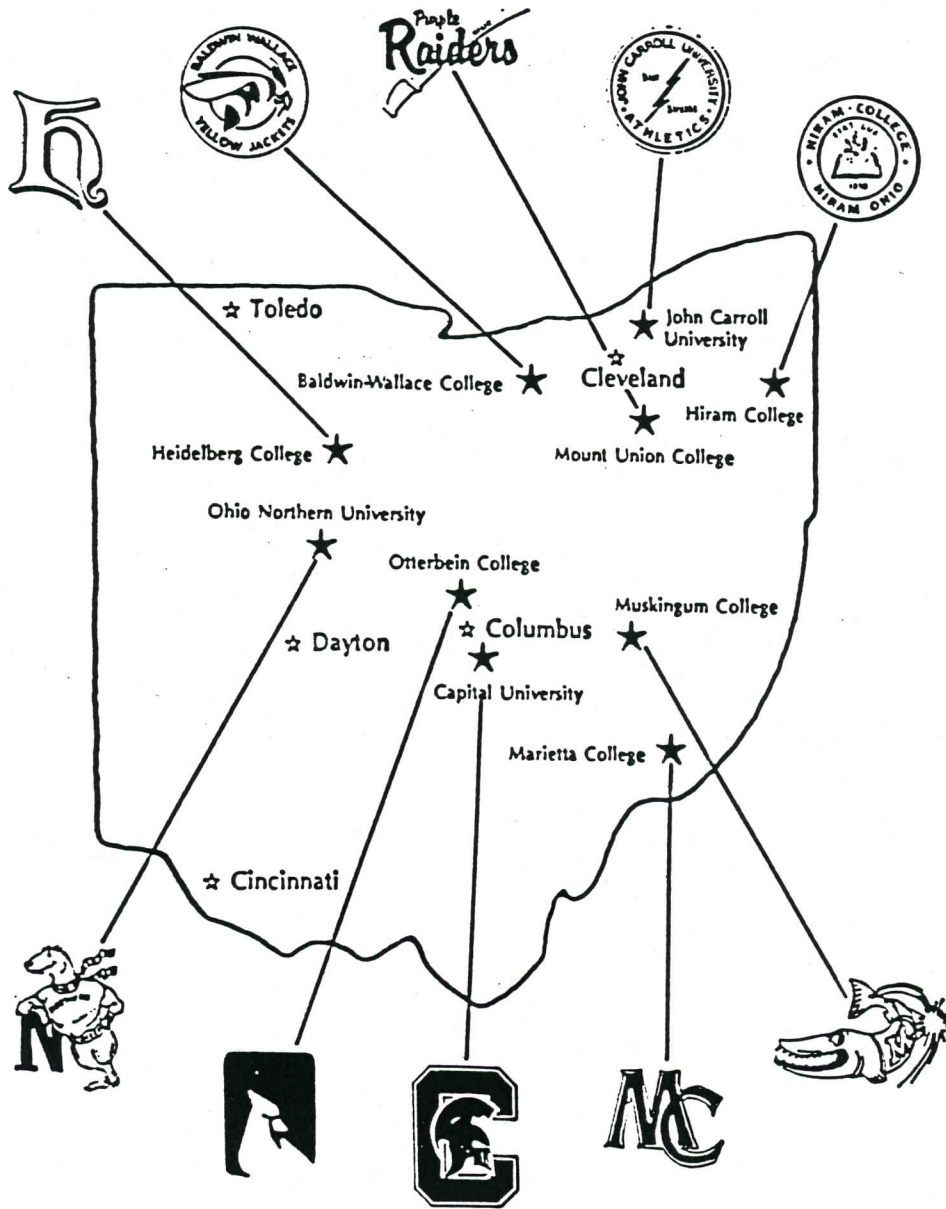 Purple
Raiders
BALDWIN WALLACE
YELLOW JACKETS
JOHN CARROLL UNIVERSITY
ATHLETICS
HIRAM COLLEGE
HIRAM OHIO
H
Toledo
John Carroll
University
Cleveland
Baldwin-Wallace College
Hiram College
Heidelberg College
Mount Union College
Ohio Northern University
Otterbein College
Muskingum College
Dayton
Columbus
Capital University
Marietta College
Cincinnati
N
C
MC